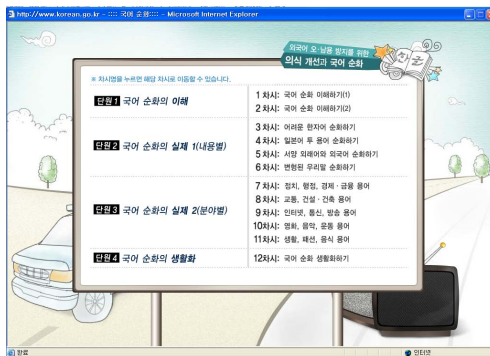 http://www.korean.go.kr - :::: 국어 순화:::: - Microsoft Internet Explorer
외국어 오·남용 방지를 위한
의식 개선과 국어 순화
※ 차시명을 누르면 해당 차시로 이동할 수 있습니다.
단원 1 국어 순화의 이해
1 차시: 국어 순화 이해하기(1)
2 차시: 국어 순화 이해하기(2)
단원 2 국어 순화의 실제 1(내용별)
3 차시: 어려운 한자어 순화하기
4 차시: 일본어 투 용어 순화하기
5 차시: 서양 외래어와 외국어 순화하기
6 차시: 변형된 우리말 순화하기
단원 3 국어 순화의 실제 2(분야별)
7 차시: 정치, 행정, 경제·금융 용어
8 차시: 교통, 건설·건축 용어
9 차시: 인터넷, 통신, 방송 용어
10차시: 영화, 음악, 운동 용어
11차시: 생활, 패션, 음식 용어
단원 4 국어 순화의 생활화
12차시: 국어 순화 생활화하기
완료
인터넷